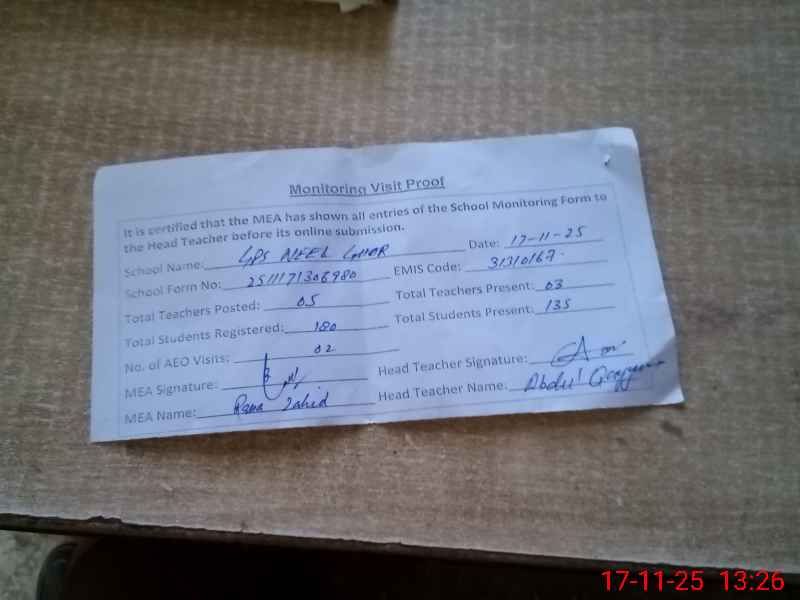 Monitoring Visit Proof
It is certified that the MEA has shown all entries of the School Monitoring Form to
the Head Teacher before its online submission.
School Name: GPS NEEL GHAR Date: 17-11-25
School Form No: 2511171306980 EMIS Code: 31310167
Total Teachers Posted: 05 Total Teachers Present: 03
Total Students Registered: 180 Total Students Present: 135
No. of AEO Visits: 02
MEA Signature: Head Teacher Signature:
MEA Name: Rana Zahid Head Teacher Name: Abdul Qayyum
17-11-25 13:26